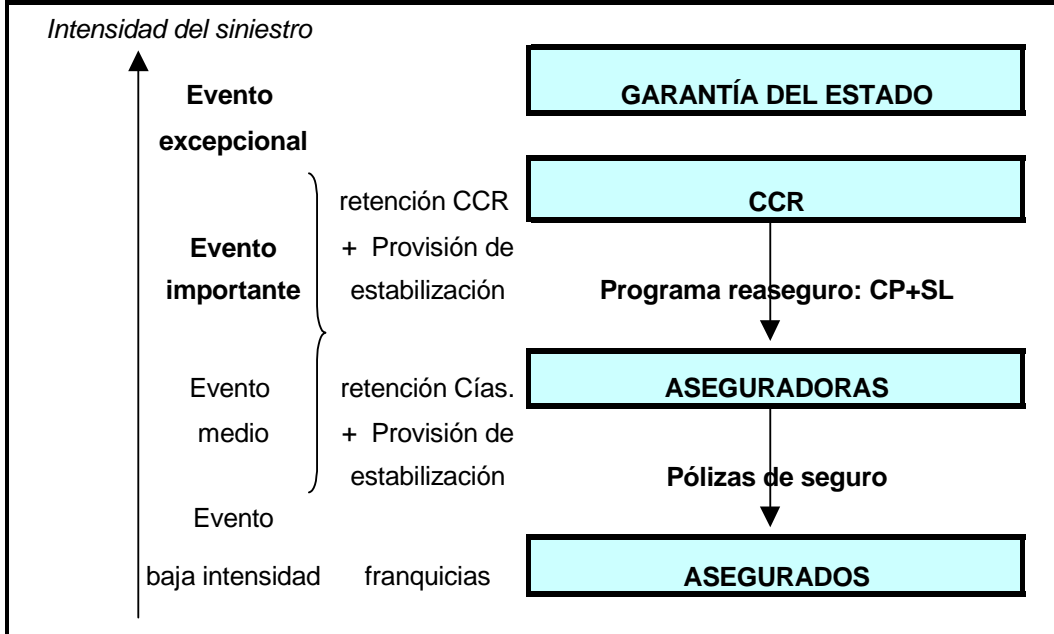 Intensidad del siniestro
Evento
excepcional
GARANTÍA DEL ESTADO
retención CCR
CCR
Evento
importante
+ Provisión de
estabilización
Programa reaseguro: CP+SL
Evento
medio
retención Cías.
+ Provisión de
estabilización
ASEGURADORAS
Pólizas de seguro
Evento
baja intensidad
franquicias
ASEGURADOS